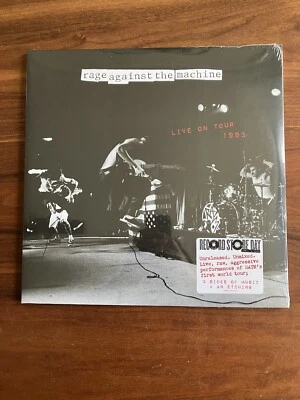 rage against the machine
LIVE ON TOUR
1993
RECORD STORE DAY
Unreleased. Unmixed.
Live, raw, aggressive
performances of RATM's
first world tour;
3 SIDES OF MUSIC
+ AN ETCHING